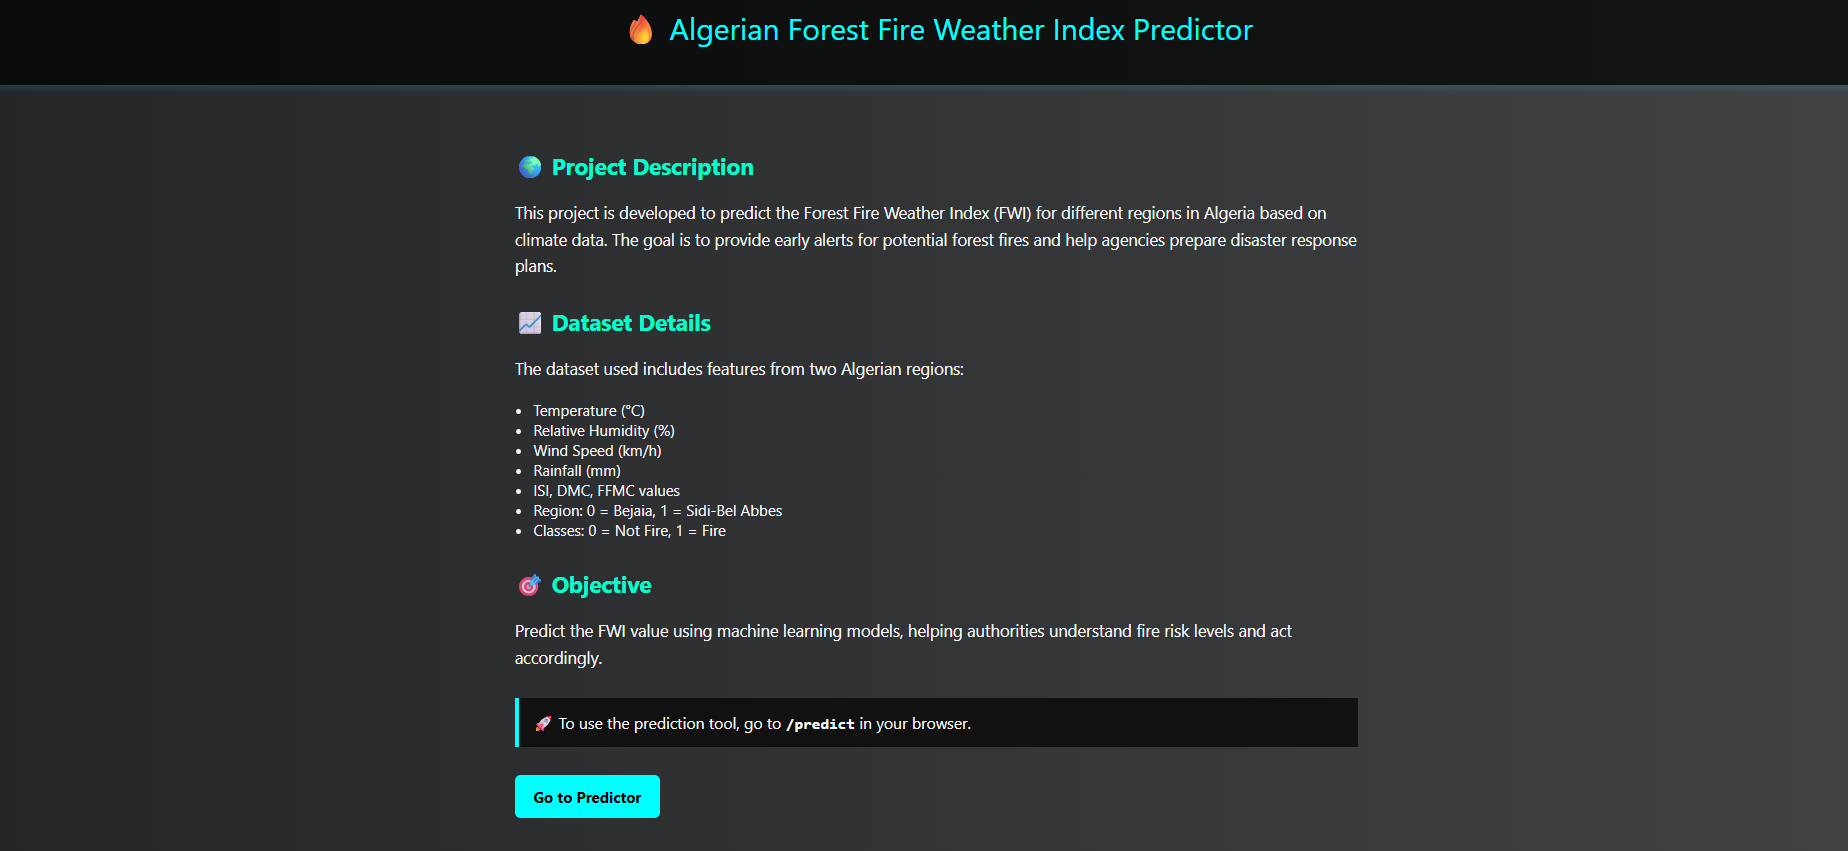 🔥 Algerian Forest Fire Weather Index Predictor
🌍 Project Description
This project is developed to predict the Forest Fire Weather Index (FWI) for different regions in Algeria based on
climate data. The goal is to provide early alerts for potential forest fires and help agencies prepare disaster response
plans.
📈 Dataset Details
The dataset used includes features from two Algerian regions:
• Temperature (°C)
• Relative Humidity (%)
• Wind Speed (km/h)
• Rainfall (mm)
• ISI, DMC, FFMC values
• Region: 0 = Bejaia, 1 = Sidi-Bel Abbes
• Classes: 0 = Not Fire, 1 = Fire
🎯 Objective
Predict the FWI value using machine learning models, helping authorities understand fire risk levels and act
accordingly.
🚀 To use the prediction tool, go to /predict in your browser.
Go to Predictor